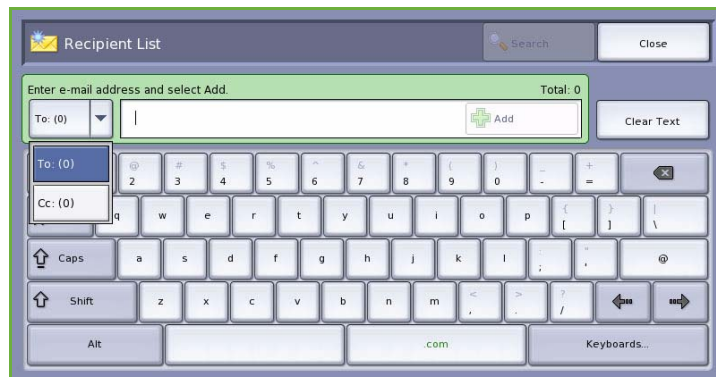 Recipient List
Search
Close
Enter e-mail address and select Add.
Total: 0
To: (0)
Add
Clear Text
To: (0)
Cc: (0)
@ 2
# 3
$ 4
% 5
^ 6
& 7
* 8
( 9
) 0
_ -
+ =
q w e r t y u i o p { [ } ] | \
Caps a s d f g h j k l : ; " ' @
Shift z x c v b n m < , > . ? /
Alt
.com
Keyboards...